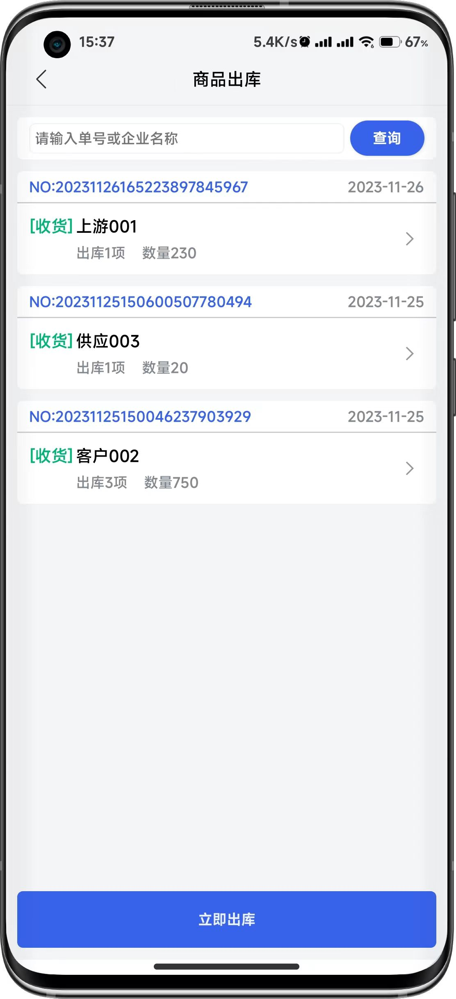 15:37 5.4K/s 67%
商品出库
请输入单号或企业名称 查询
NO:20231126165223897845967 2023-11-26
[收货] 上游001
出库1项 数量230
NO:20231125150600507780494 2023-11-25
[收货] 供应003
出库1项 数量20
NO:20231125150046237903929 2023-11-25
[收货] 客户002
出库3项 数量750
立即出库